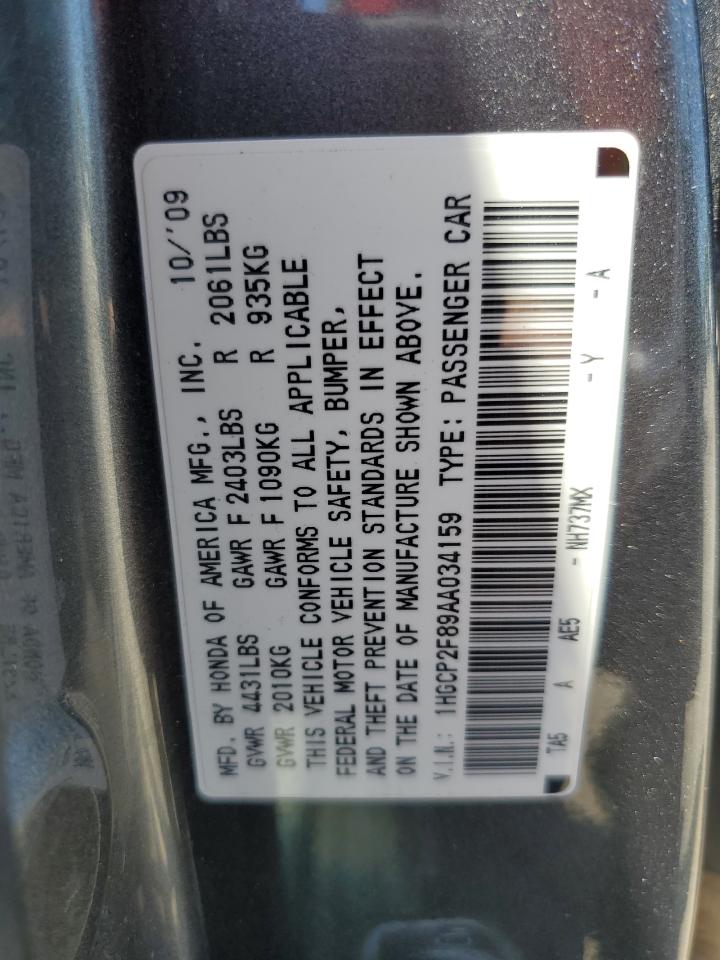 MFD. BY HONDA OF AMERICA MFG., INC. 10/'09
GVWR 4431LBS GAWR F 2403LBS R 2061LBS
GVWR 2010KG GAWR F 1090KG R 935KG
THIS VEHICLE CONFORMS TO ALL APPLICABLE
FEDERAL MOTOR VEHICLE SAFETY, BUMPER,
AND THEFT PREVENTION STANDARDS IN EFFECT
ON THE DATE OF MANUFACTURE SHOWN ABOVE.
V.I.N.: 1HGCP2F89AA034159 TYPE: PASSENGER CAR
TA5 A AE5 - NH737MX - Y - A